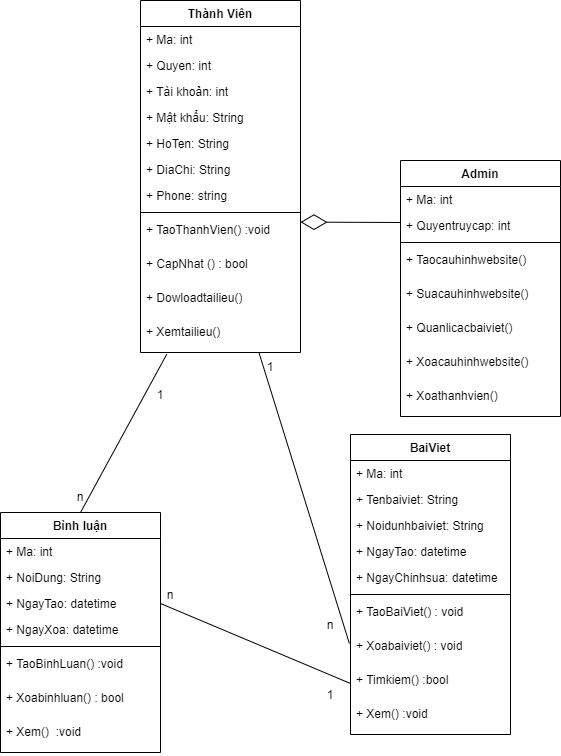 Thành Viên
+ Ma: int
+ Quyen: int
+ Tài khoản: int
+ Mật khẩu: String
+ HoTen: String
+ DiaChi: String
+ Phone: string
+ TaoThanhVien() :void
+ CapNhat () : bool
+ Dowloadtailieu()
+ Xemtailieu()
Admin
+ Ma: int
+ Quyentruycap: int
+ Taocauhinhwebsite()
+ Suacauhinhwebsite()
+ Quanlicacbaiviet()
+ Xoacauhinhwebsite()
+ Xoathanhvien()
1
1
n
n
n
1
Bình luận
+ Ma: int
+ NoiDung: String
+ NgayTao: datetime
+ NgayXoa: datetime
+ TaoBinhLuan() :void
+ Xoabinhluan() : bool
+ Xem() :void
BaiViet
+ Ma: int
+ Tenbaiviet: String
+ Noidunhbaiviet: String
+ NgayTao: datetime
+ NgayChinhsua: datetime
+ TaoBaiViet() : void
+ Xoabaiviet() : void
+ Timkiem() :bool
+ Xem() :void